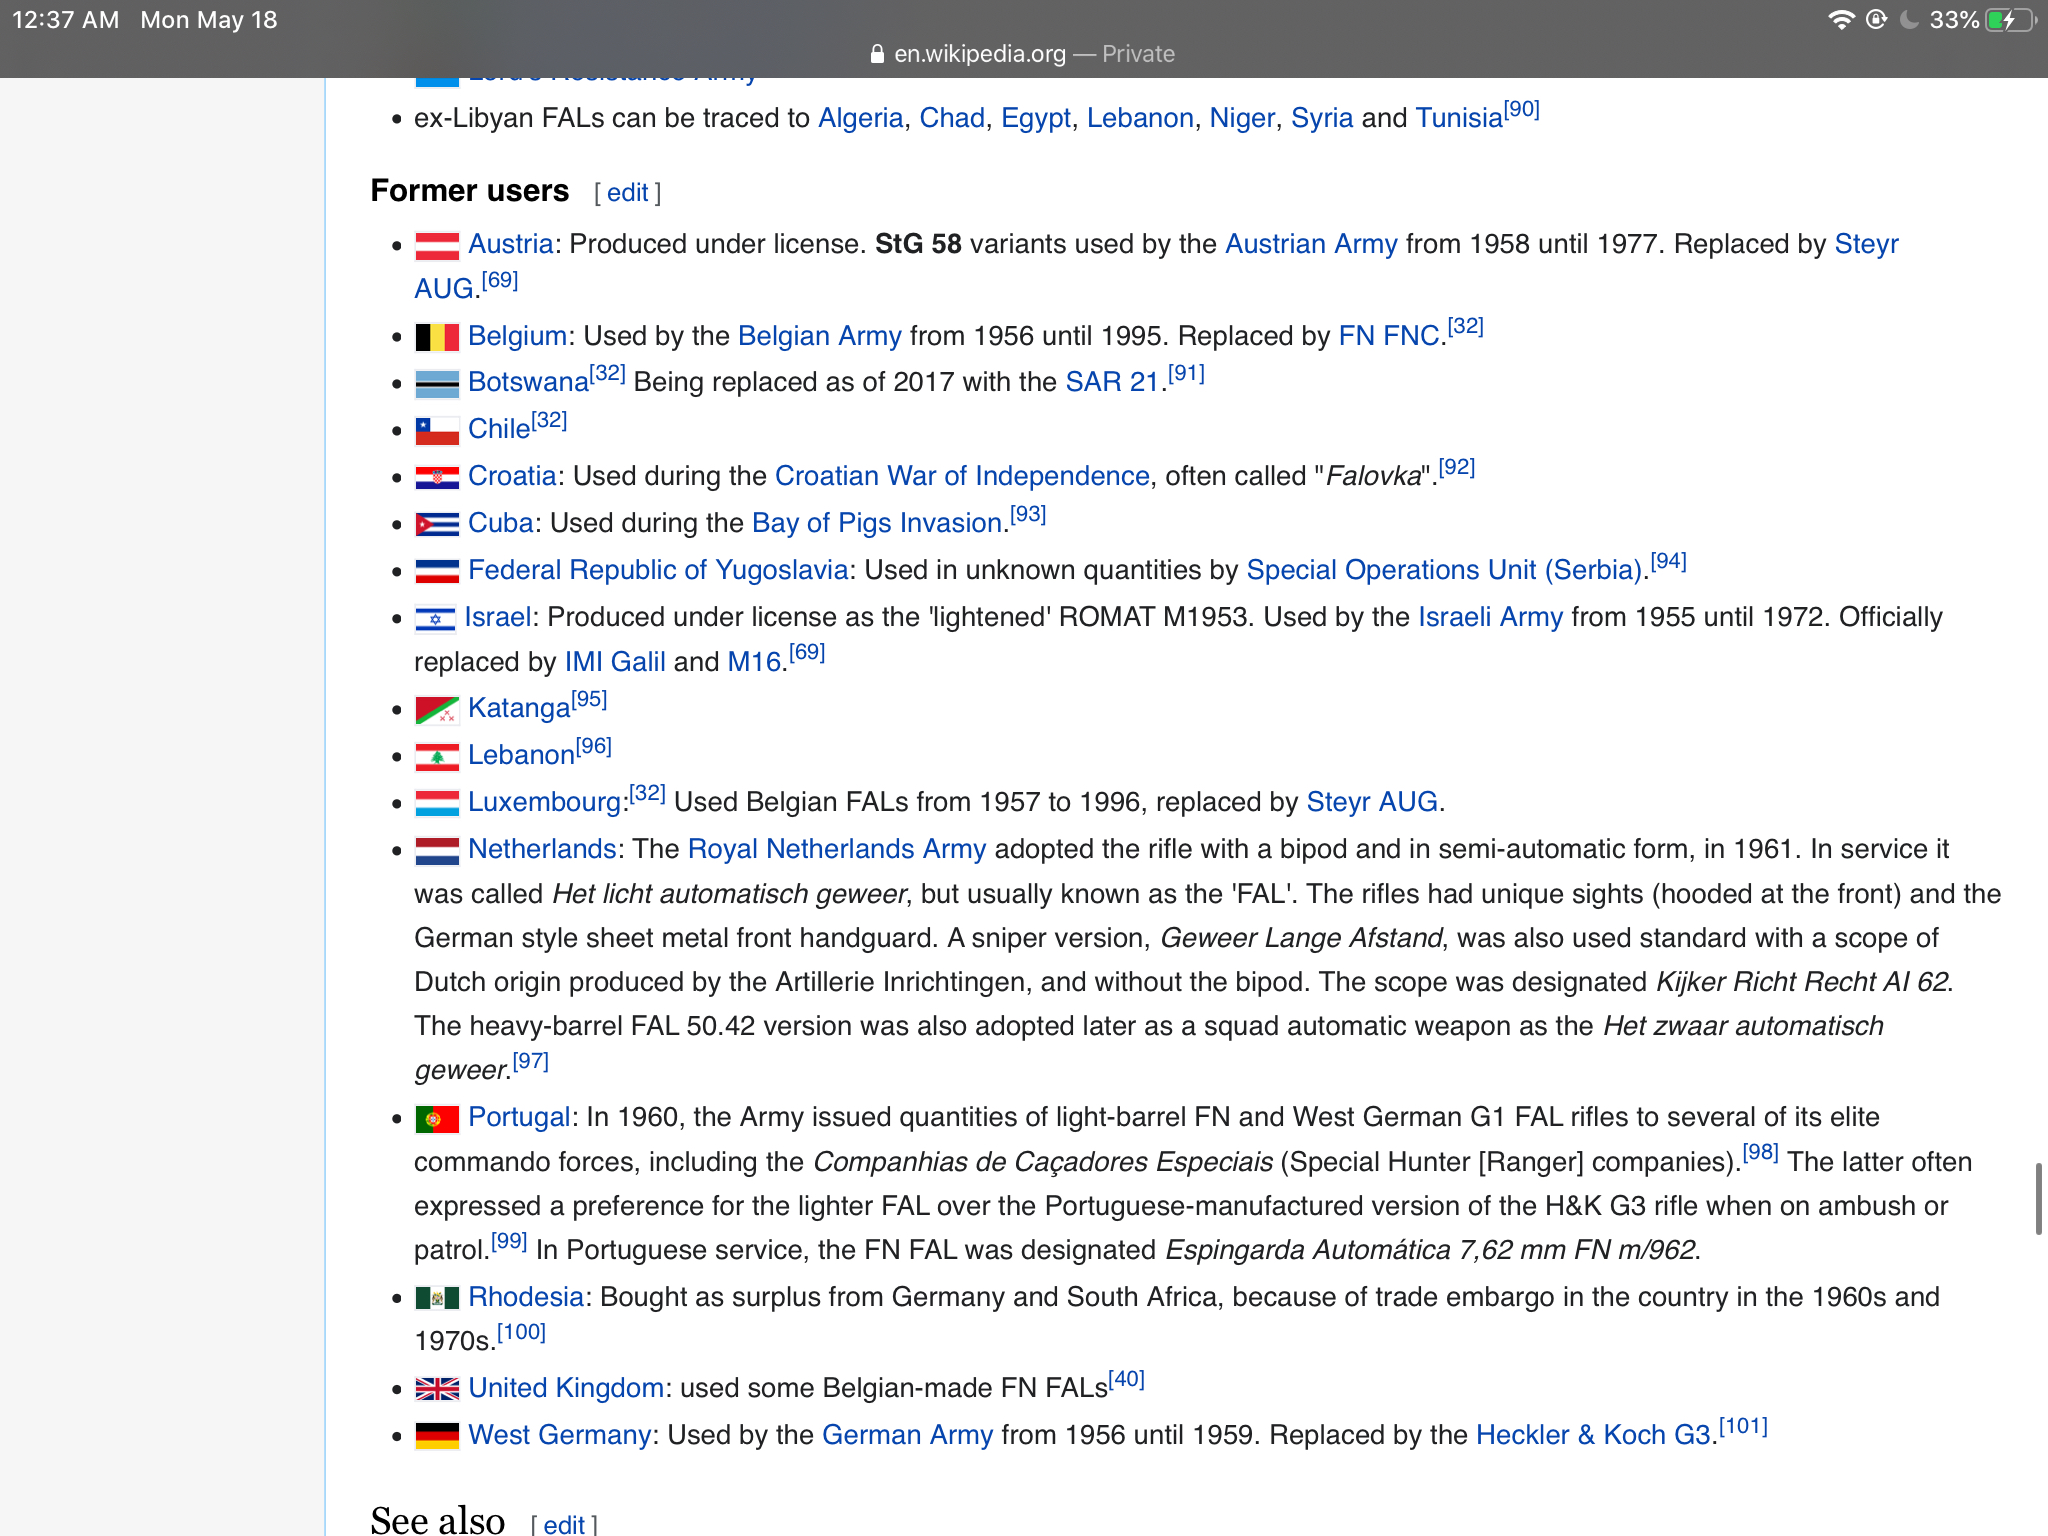 12:37 AM Mon May 18
33%
en.wikipedia.org — Private
Lord's Resistance Army
• ex-Libyan FALs can be traced to Algeria, Chad, Egypt, Lebanon, Niger, Syria and Tunisia[90]
Former users [ edit ]
• Austria: Produced under license. StG 58 variants used by the Austrian Army from 1958 until 1977. Replaced by Steyr
AUG.[69]
• Belgium: Used by the Belgian Army from 1956 until 1995. Replaced by FN FNC.[32]
• Botswana[32] Being replaced as of 2017 with the SAR 21.[91]
• Chile[32]
• Croatia: Used during the Croatian War of Independence, often called "Falovka".[92]
• Cuba: Used during the Bay of Pigs Invasion.[93]
• Federal Republic of Yugoslavia: Used in unknown quantities by Special Operations Unit (Serbia).[94]
• Israel: Produced under license as the 'lightened' ROMAT M1953. Used by the Israeli Army from 1955 until 1972. Officially
replaced by IMI Galil and M16.[69]
• Katanga[95]
• Lebanon[96]
• Luxembourg:[32] Used Belgian FALs from 1957 to 1996, replaced by Steyr AUG.
• Netherlands: The Royal Netherlands Army adopted the rifle with a bipod and in semi-automatic form, in 1961. In service it
was called Het licht automatisch geweer, but usually known as the 'FAL'. The rifles had unique sights (hooded at the front) and the
German style sheet metal front handguard. A sniper version, Geweer Lange Afstand, was also used standard with a scope of
Dutch origin produced by the Artillerie Inrichtingen, and without the bipod. The scope was designated Kijker Richt Recht AI 62.
The heavy-barrel FAL 50.42 version was also adopted later as a squad automatic weapon as the Het zwaar automatisch
geweer.[97]
• Portugal: In 1960, the Army issued quantities of light-barrel FN and West German G1 FAL rifles to several of its elite
commando forces, including the Companhias de Caçadores Especiais (Special Hunter [Ranger] companies).[98] The latter often
expressed a preference for the lighter FAL over the Portuguese-manufactured version of the H&K G3 rifle when on ambush or
patrol.[99] In Portuguese service, the FN FAL was designated Espingarda Automática 7,62 mm FN m/962.
• Rhodesia: Bought as surplus from Germany and South Africa, because of trade embargo in the country in the 1960s and
1970s.[100]
• United Kingdom: used some Belgian-made FN FALs[40]
• West Germany: Used by the German Army from 1956 until 1959. Replaced by the Heckler & Koch G3.[101]
See also [ edit ]